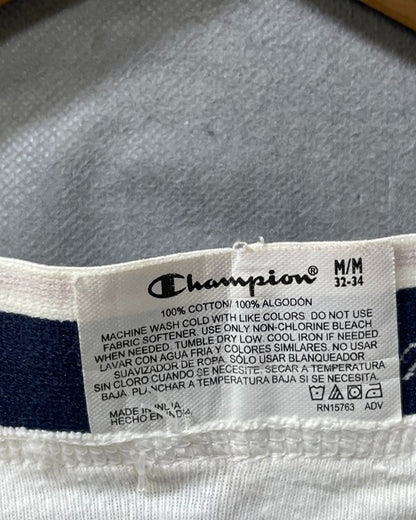 Champion® M/M
32-34
100% COTTON/ 100% ALGODÓN
MACHINE WASH COLD WITH LIKE COLORS. DO NOT USE
FABRIC SOFTENER. USE ONLY NON-CHLORINE BLEACH
WHEN NEEDED. TUMBLE DRY LOW. COOL IRON IF NEEDED
LAVAR CON AGUA FRIA Y COLORES SIMILARES. NO USAR
SUAVIZADOR DE ROPA. SÓLO USAR BLANQUEADOR
SIN CLORO CUANDO SE NECESITE. SECAR A TEMPERATURA
BAJA. PLANCHAR A TEMPERATURA BAJA SI SE NECESITA.
MADE IN INDIA
HECHO EN INDIA
RN15763 ADV